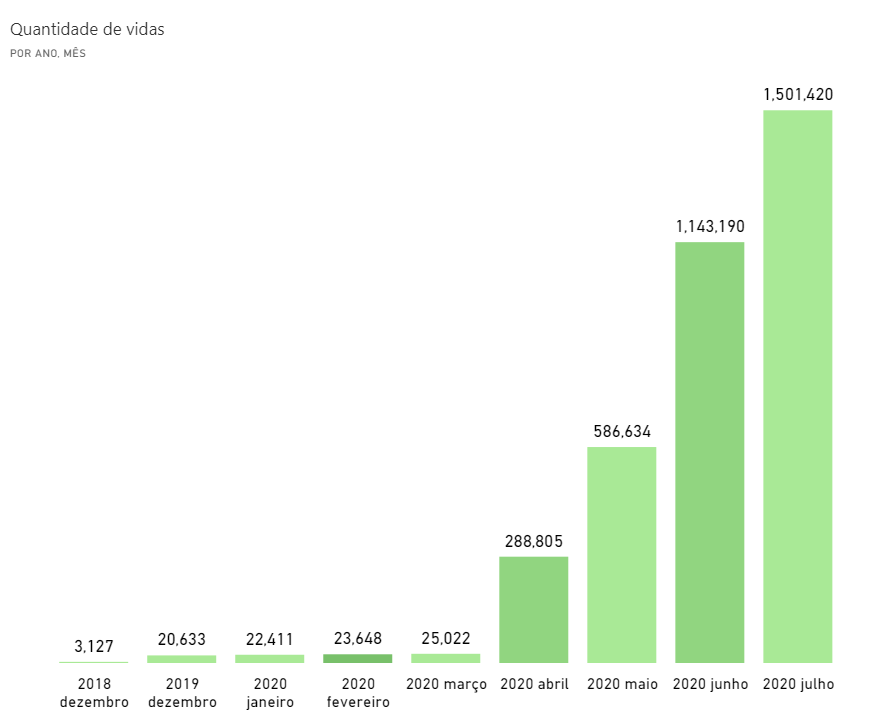 Quantidade de vidas
POR ANO, MÊS
1,501,420
1,143,190
586,634
288,805
3,127
20,633
22,411
23,648
25,022
2018 dezembro
2019 dezembro
2020 janeiro
2020 fevereiro
2020 março
2020 abril
2020 maio
2020 junho
2020 julho